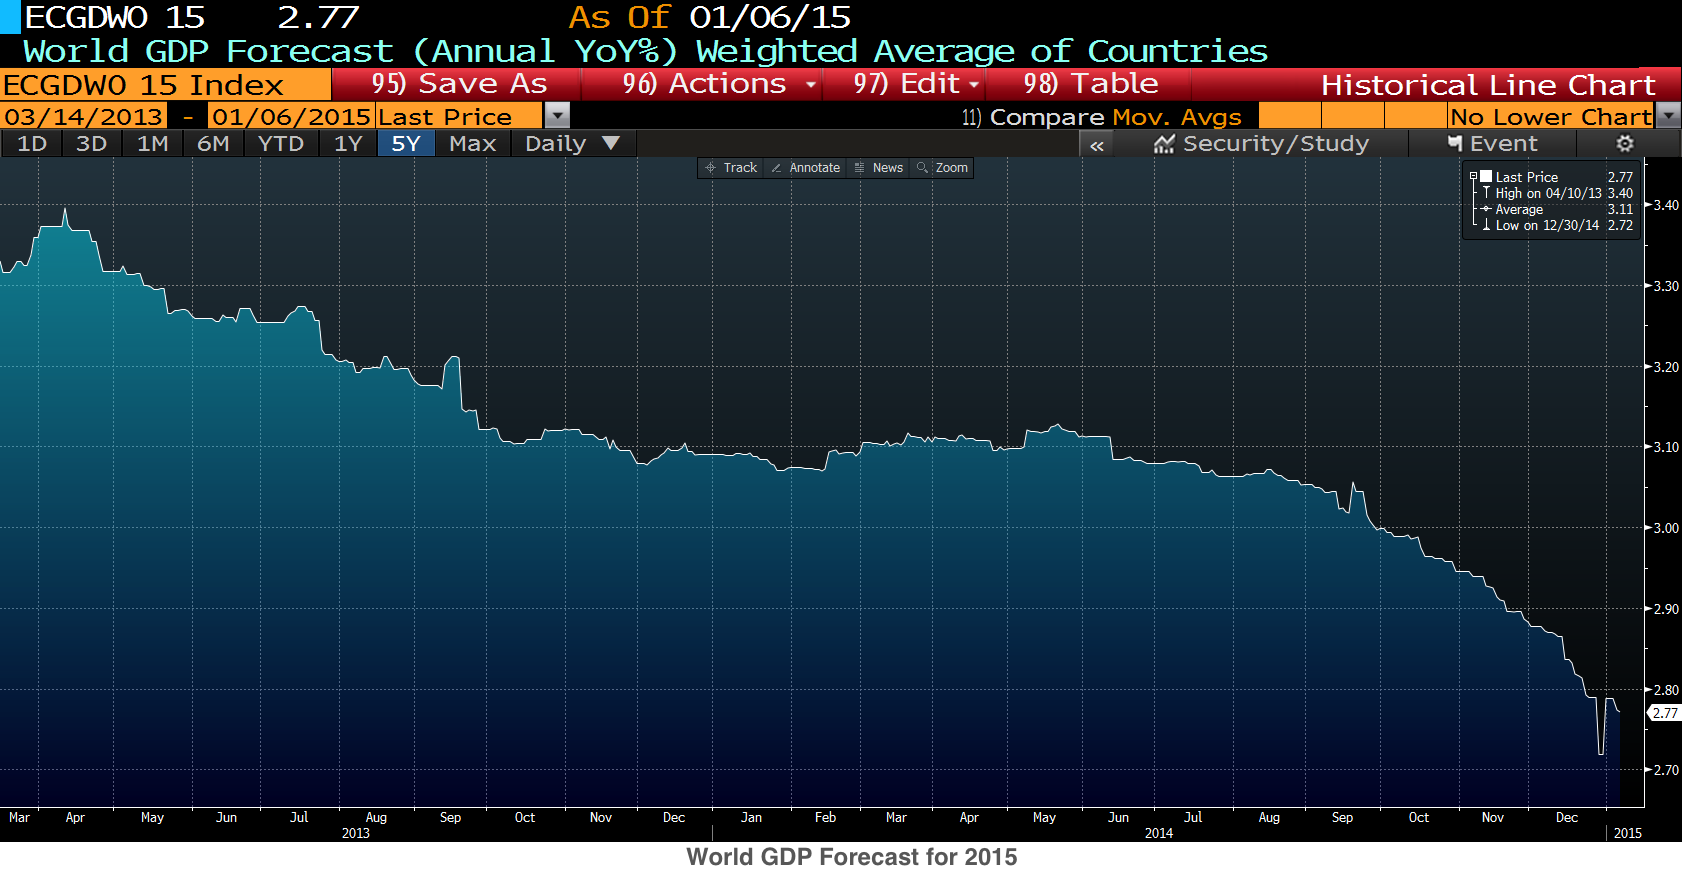 ECGDWO 15 2.77 As Of 01/06/15
World GDP Forecast (Annual YoY%) Weighted Average of Countries
ECGDWO 15 Index 95) Save As 96) Actions 97) Edit 98) Table Historical Line Chart
03/14/2013 - 01/06/2015 Last Price 11) Compare Mov. Avgs No Lower Chart
1D 3D 1M 6M YTD 1Y 5Y Max Daily ▼ « Security/Study Event
Track Annotate News Zoom
Last Price 2.77
High on 04/10/13 3.40
Average 3.11
Low on 12/30/14 2.72
3.40
3.30
3.20
3.10
3.00
2.90
2.80
2.77
2.70
Mar Apr May Jun Jul Aug Sep Oct Nov Dec Jan Feb Mar Apr May Jun Jul Aug Sep Oct Nov Dec
2013 2014 2015
World GDP Forecast for 2015